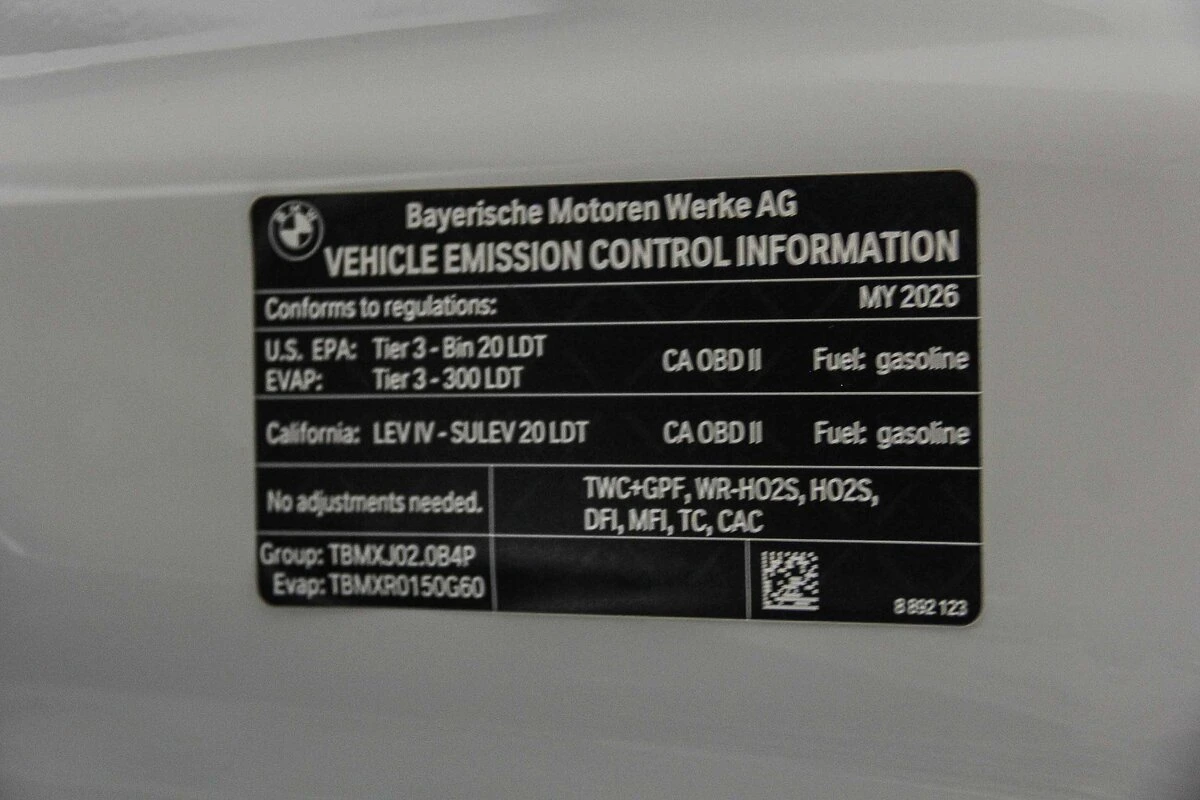 BMW
Bayerische Motoren Werke AG
VEHICLE EMISSION CONTROL INFORMATION
Conforms to regulations: MY 2026
U.S. EPA: Tier 3 - Bin 20 LDT CA OBD II Fuel: gasoline
EVAP: Tier 3 - 300 LDT
California: LEV IV - SULEV 20 LDT CA OBD II Fuel: gasoline
No adjustments needed.
TWC+GPF, WR-HO2S, HO2S,
DFI, MFI, TC, CAC
Group: TBMXJ02.0B4P
Evap: TBMXR0150G60
8 892 123